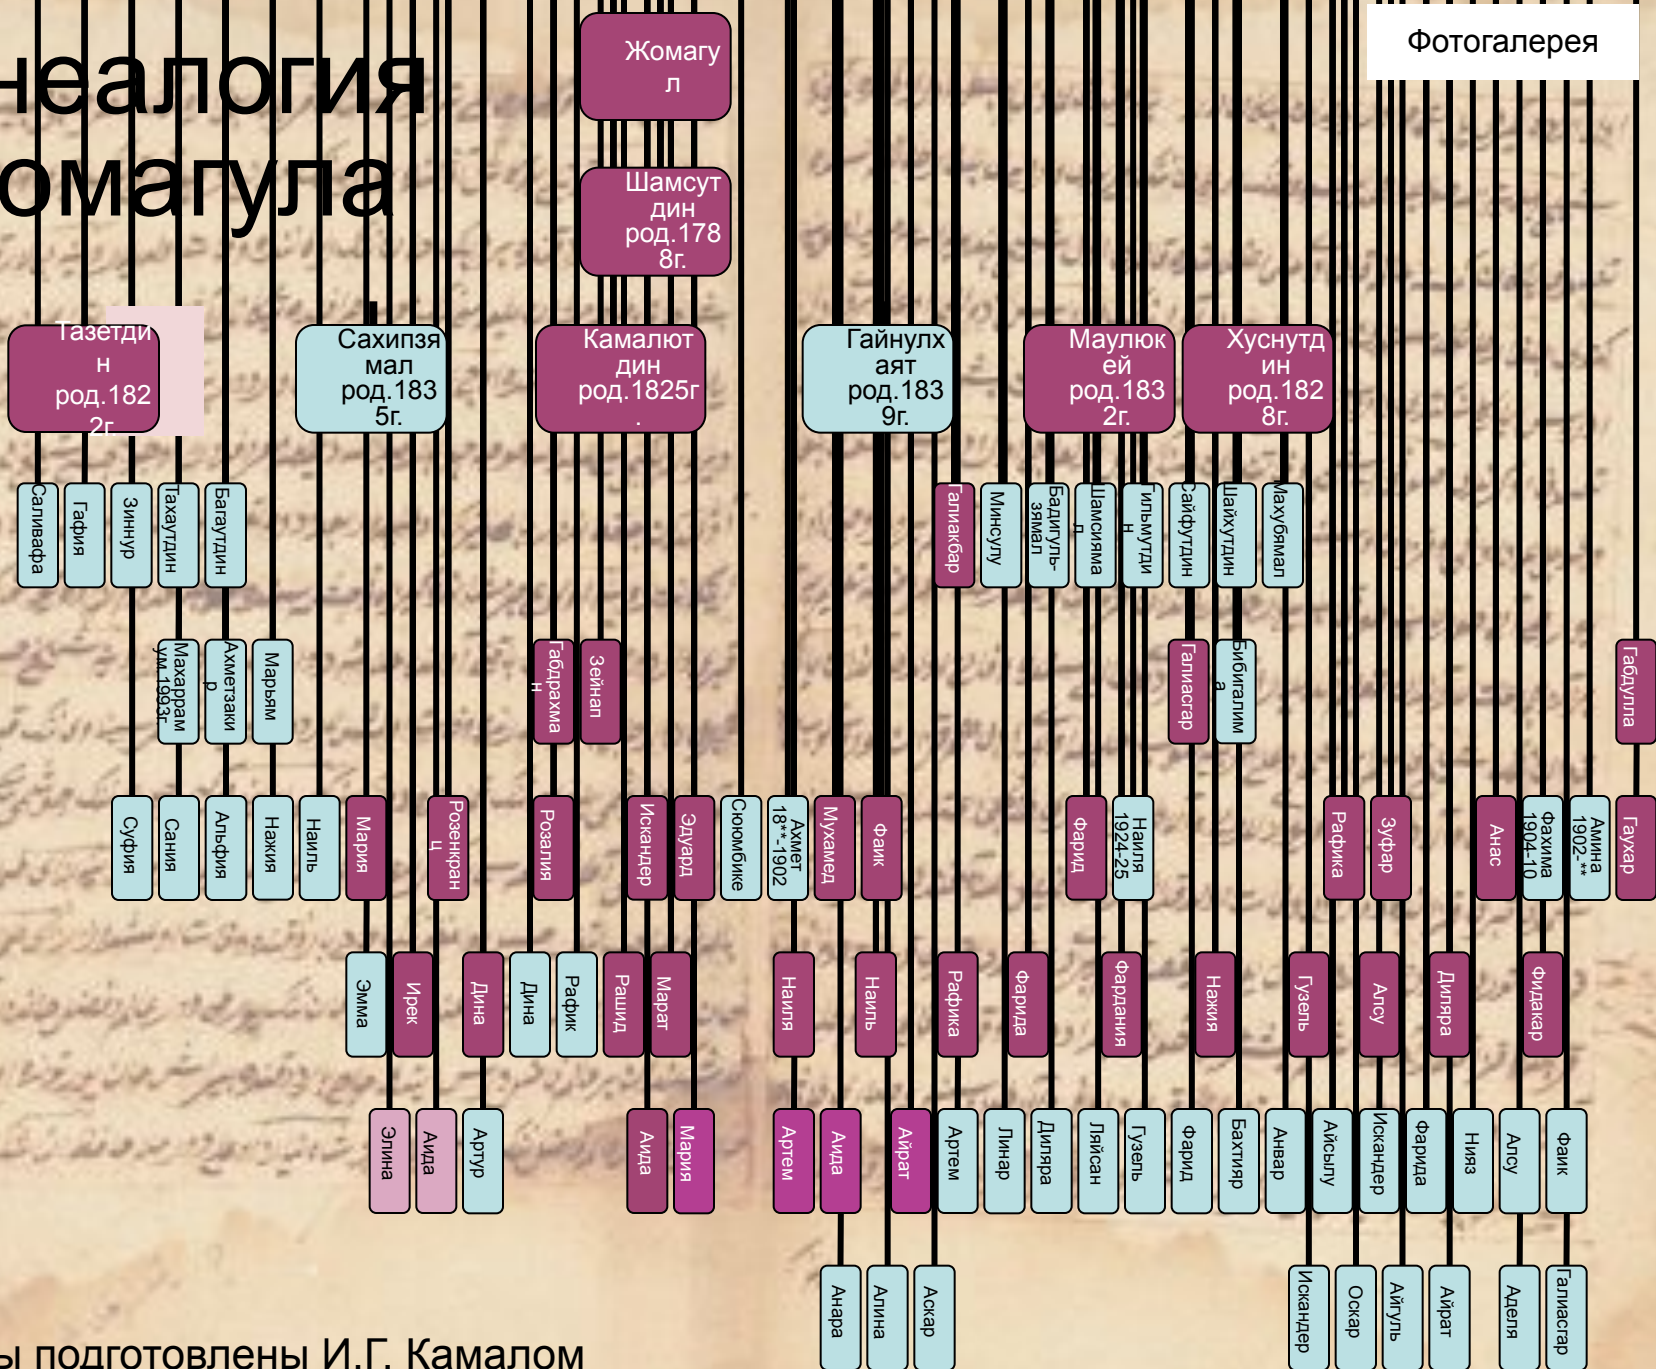 неалогия
омагула
Фотогалерея
Жомагу
л
Шамсут
дин
род.178
8г.
Тазетди
н
род.182
2г.
Сахипзя
мал
род.183
5г.
Камалют
дин
род.1825г
.
Гайнулх
аят
род.183
9г.
Маулюк
ей
род.183
2г.
Хуснутд
ин
род.182
8г.
Саливафа
Гафия
Зиннур
Тахаутдин
Багаутдин
Галиакбар
Минсулу
Бадигуль-
зямал
Шамсияма
л
Гильмутди
н
Сайфутдин
Шайхутдин
Махубямал
Махаррам
ум.1993г.
Ахметзаки
р
Марьям
Габдрахма
н
Зейнап
Галиасгар
Бибигалим
а
Габдулла
Суфия
Сания
Альфия
Нажия
Наиль
Мария
Розенкран
ц
Розалия
Искандер
Эдуард
Сююмбике
Ахмет
18**-1902
Мухамед
Фаик
Фарид
Наиля
1924-25
Рафика
Зуфар
Анас
Фахима
1904-10
Амина
1902-**
Гаухар
Эмма
Ирек
Дина
Дина
Рафик
Рашид
Марат
Наиля
Наиль
Рафика
Фарида
Фардания
Нажия
Гузель
Алсу
Диляра
Фидакар
Элина
Аида
Артур
Аида
Мария
Артем
Аида
Айрат
Артем
Линар
Диляра
Ляйсан
Гузель
Фарид
Бахтияр
Анвар
Айсылу
Искандер
Фарида
Нияз
Алсу
Фаик
Анара
Алина
Аскар
Искандер
Оскар
Айгуль
Айрат
Аделя
Галиасгар
ы подготовлены И.Г. Камалом